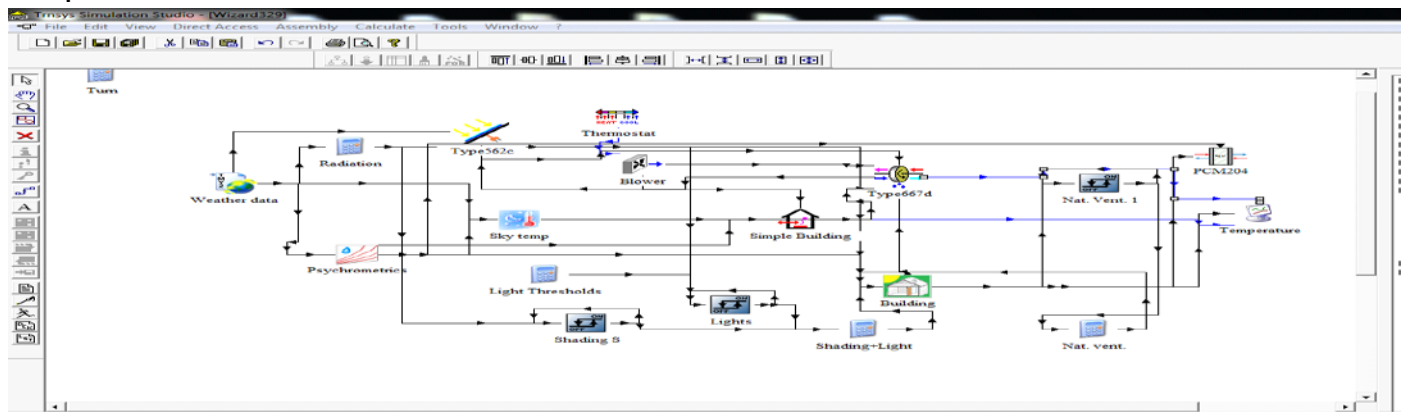 Trnsys Simulation Studio - [Wizard329]
File Edit View Direct Access Assembly Calculate Tools Window ?
Turn
Thermostat
Radiation
Type562c
Blower
PCM204
Weather data
Type667d
Nat. Vent. 1
Sky temp
Simple Building
Temperature
Psychrometrics
Light Thresholds
Building
Lights
Shading S
Shading+Light
Nat. vent.